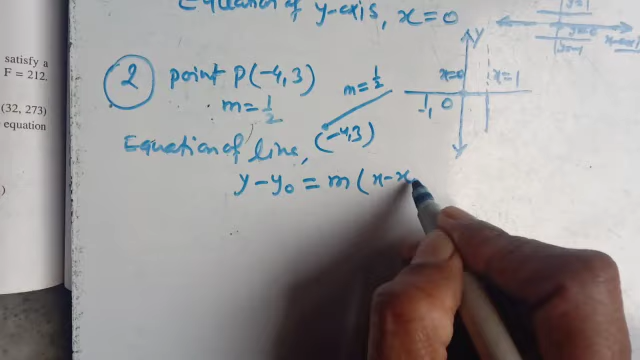 Equation of y-axis, x=0
satisfy a
F = 212.
(32, 273)
equation
y
x=0
x=1
-1, 0
2 point P(-4,3)
m=1/2
m=1/2
Equation of line, (-4,3)
y-y₀ = m(x-x